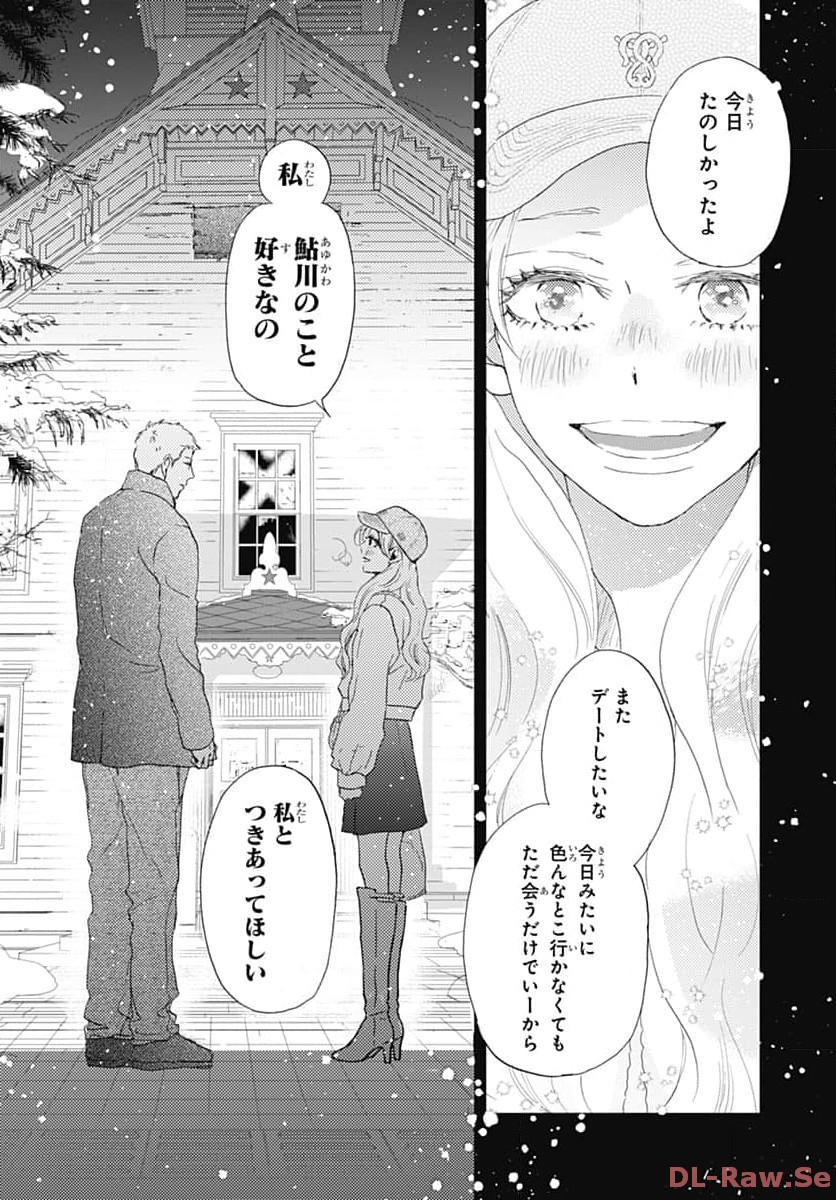 今日
たのしかったよ
また
デートしたいな
今日みたいに
色んなとこ行かなくても
ただ会うだけでいーから
私
鮎川のこと
好きなの
私と
つきあってほしい
DL-Raw.Se